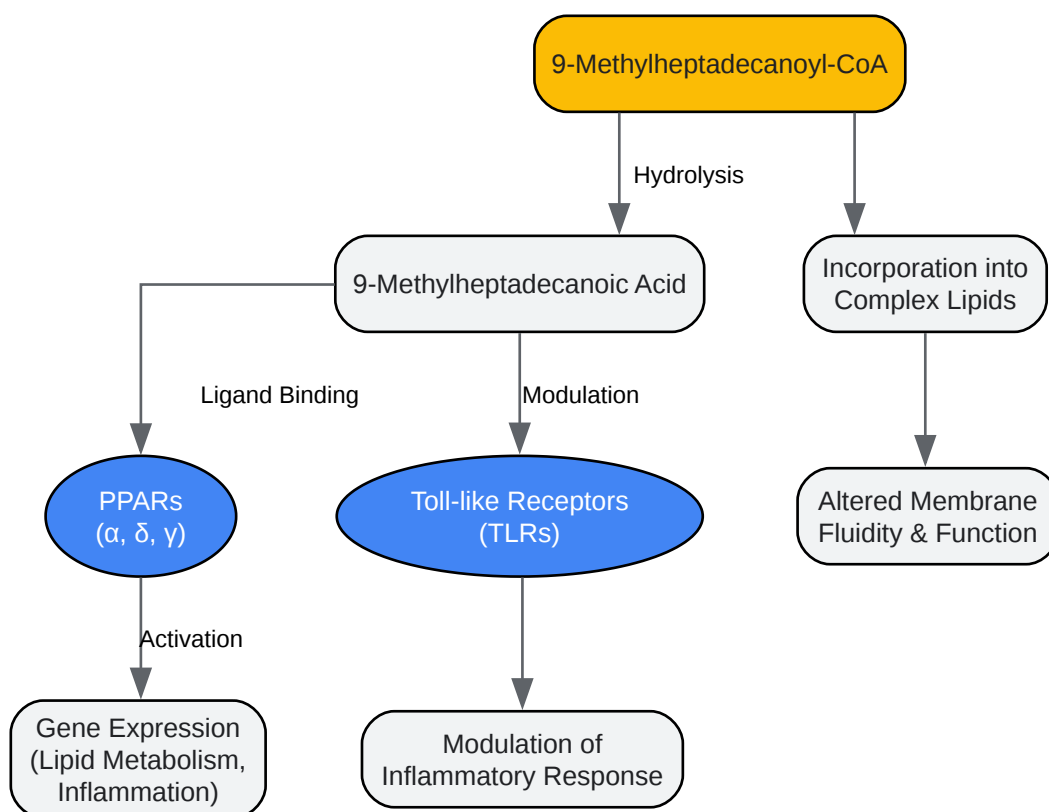 9-Methylheptadecanoyl-CoA
Hydrolysis
9-Methylheptadecanoic Acid
Incorporation into
Complex Lipids
Ligand Binding
Modulation
PPARs
(α, δ, γ)
Toll-like Receptors
(TLRs)
Altered Membrane
Fluidity & Function
Activation
Gene Expression
(Lipid Metabolism,
Inflammation)
Modulation of
Inflammatory Response